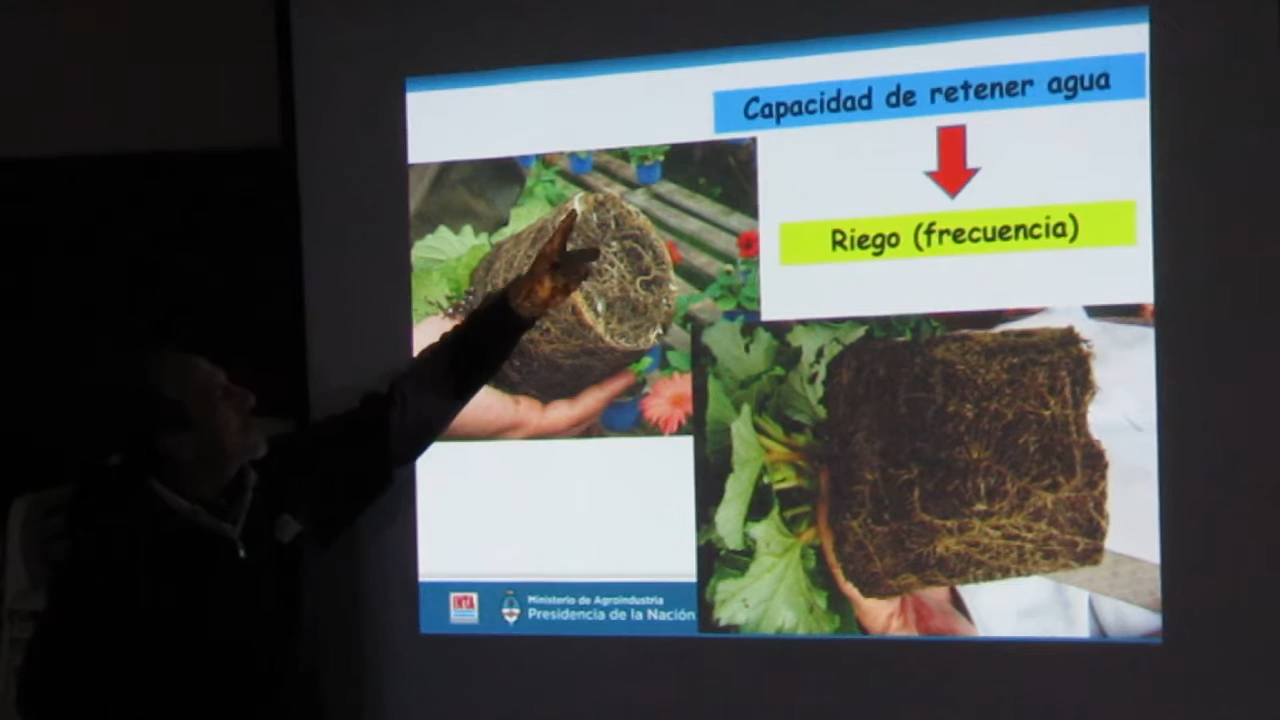 Capacidad de retener agua
Riego (frecuencia)
INTA
Ministerio de Agroindustria
Presidencia de la Nación